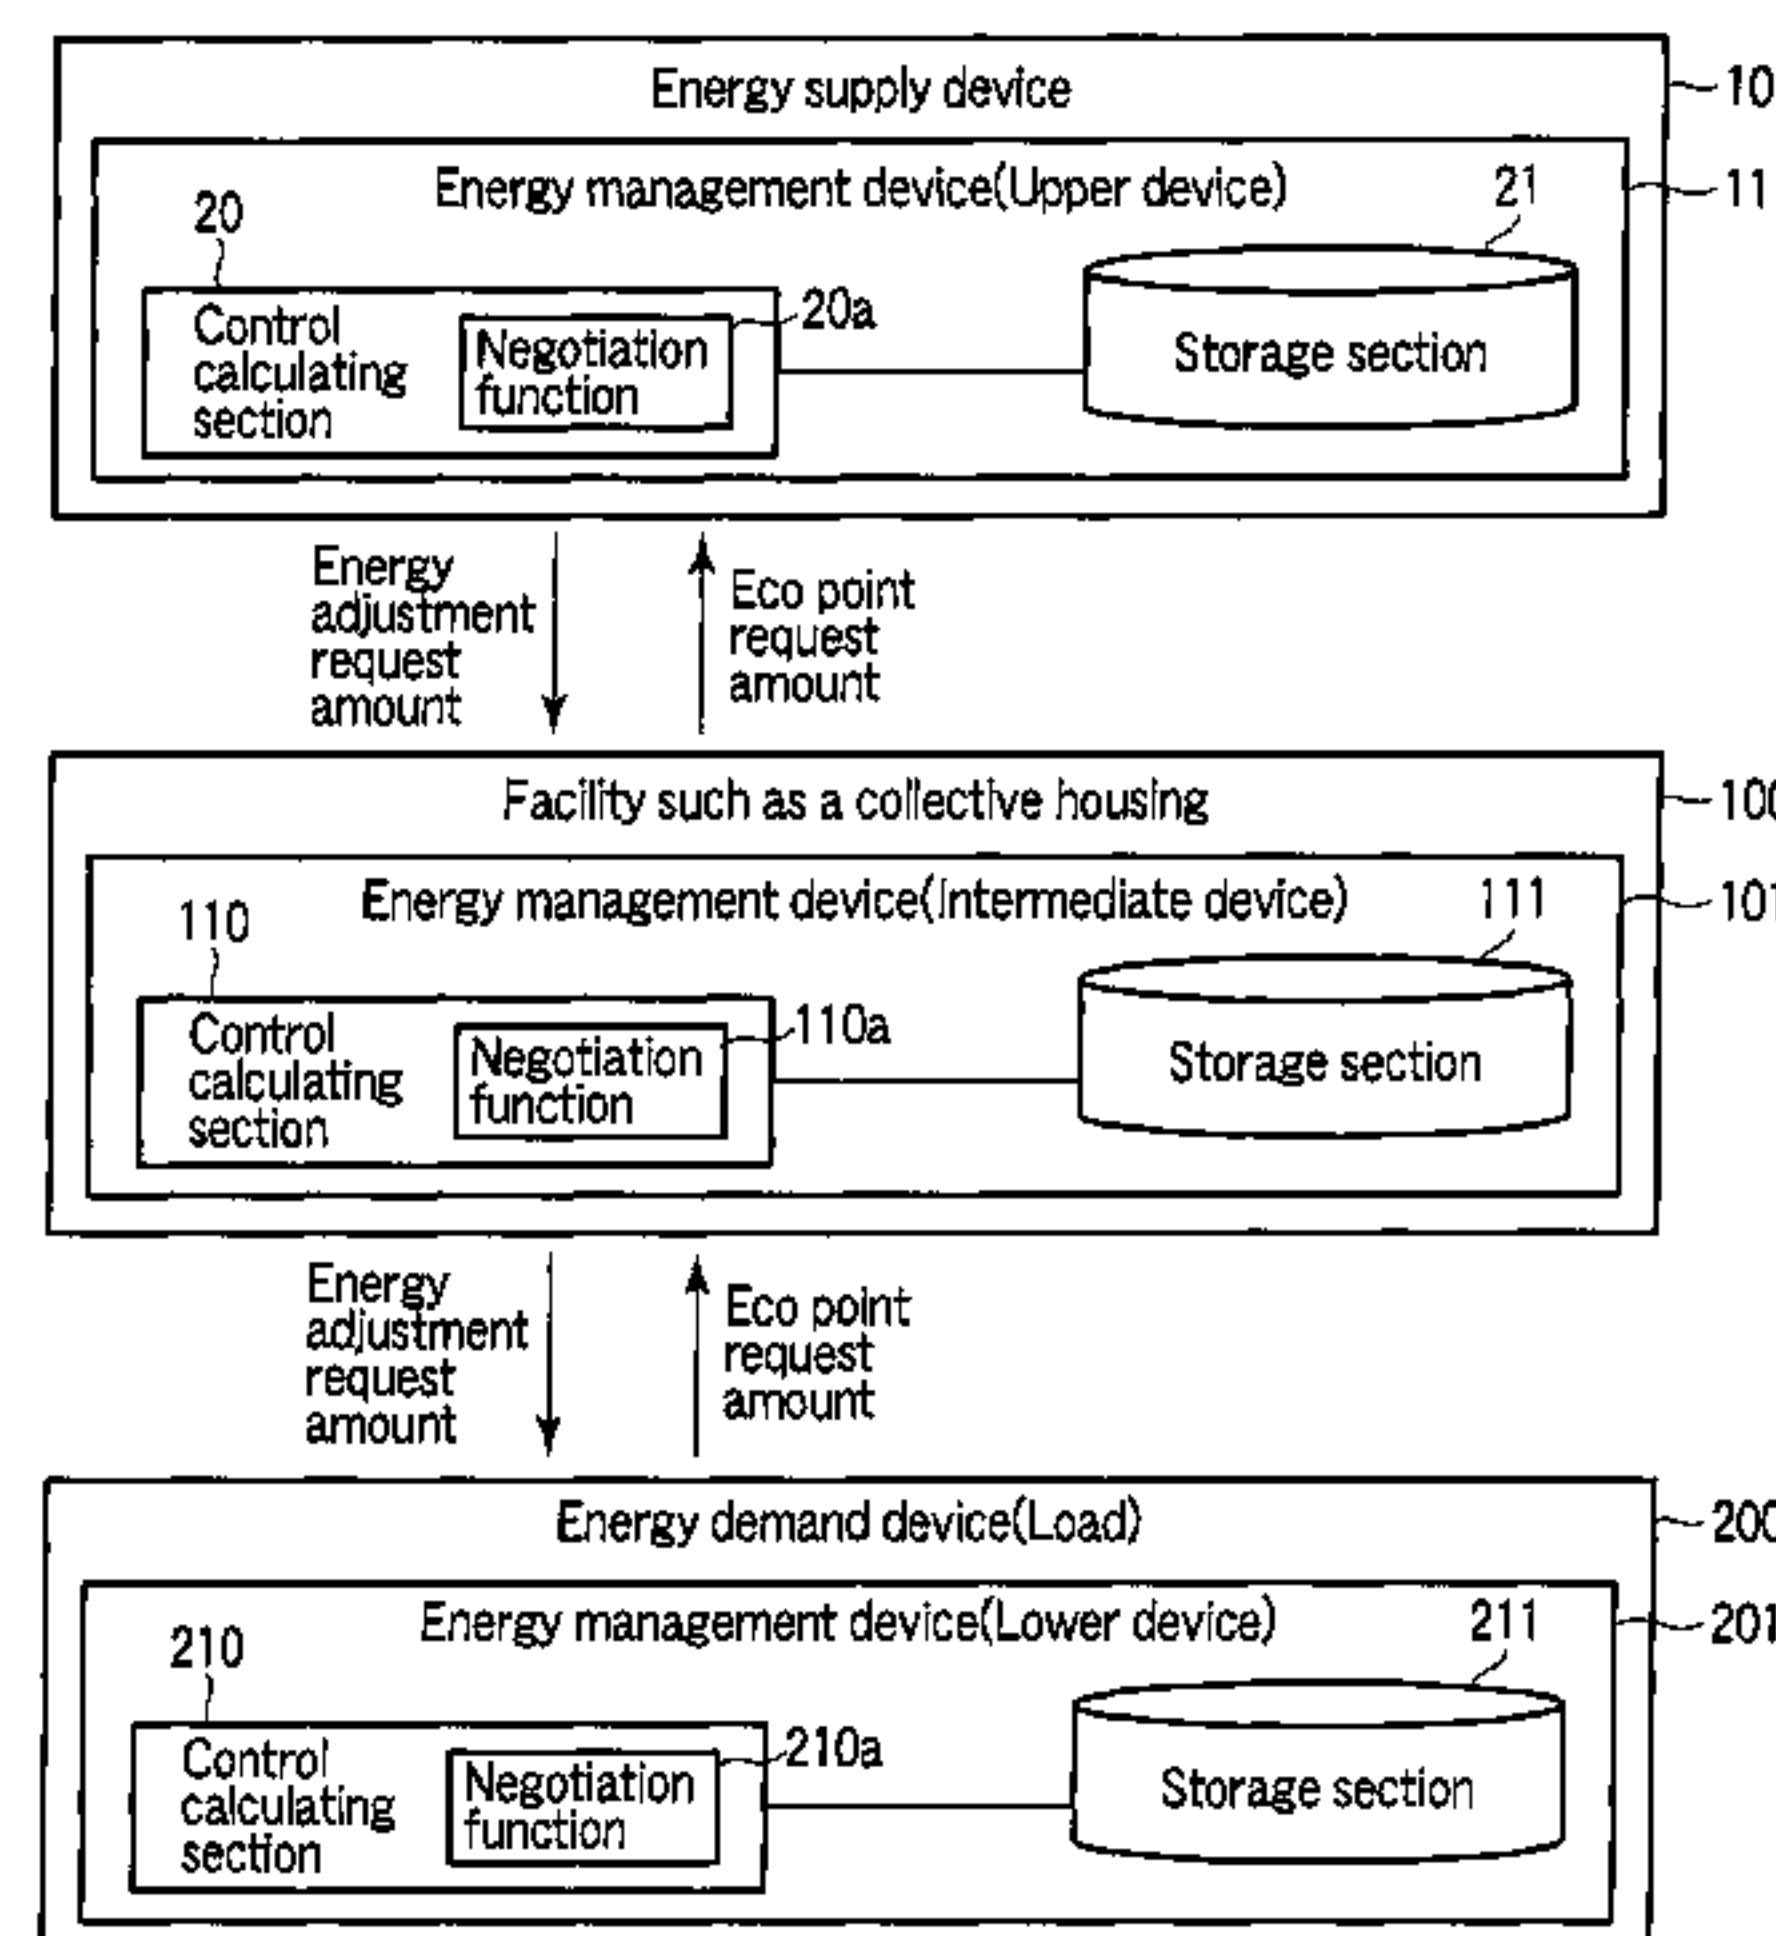 Energy supply device
10
Energy management device(Upper device)
11
20
21
20a
Control
calculating
section
Negotiation
function
Storage section
Energy
adjustment
request
amount
Eco point
request
amount
Facility such as a collective housing
100
Energy management device(Intermediate device)
101
110
111
110a
Control
calculating
section
Negotiation
function
Storage section
Energy
adjustment
request
amount
Eco point
request
amount
Energy demand device(Load)
200
Energy management device(Lower device)
201
210
211
210a
Control
calculating
section
Negotiation
function
Storage section